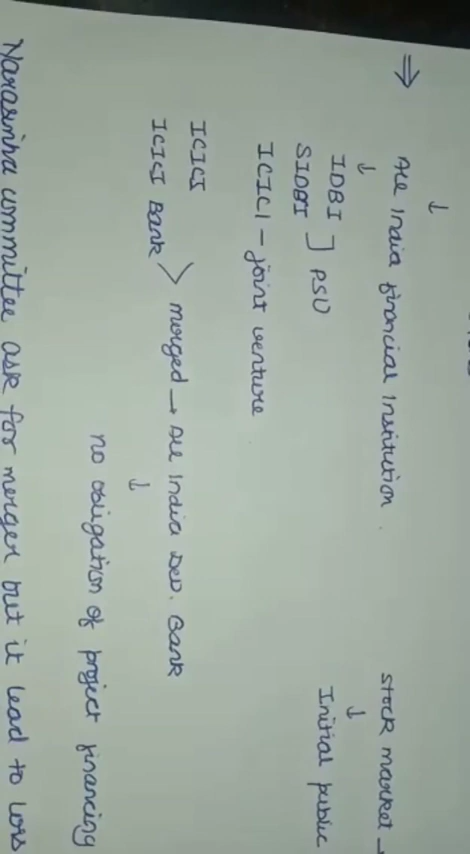 ⇒
↓
All India financial Institution.
↓
IDBI
SIDBI ] PSU
ICICI - joint venture
ICICI
ICICI Bank > merged → All India Dev. Bank
↓
no obligation of project financing
Narasimha committee ask for merger but it lead to loss
stock market →
↓
Initial public